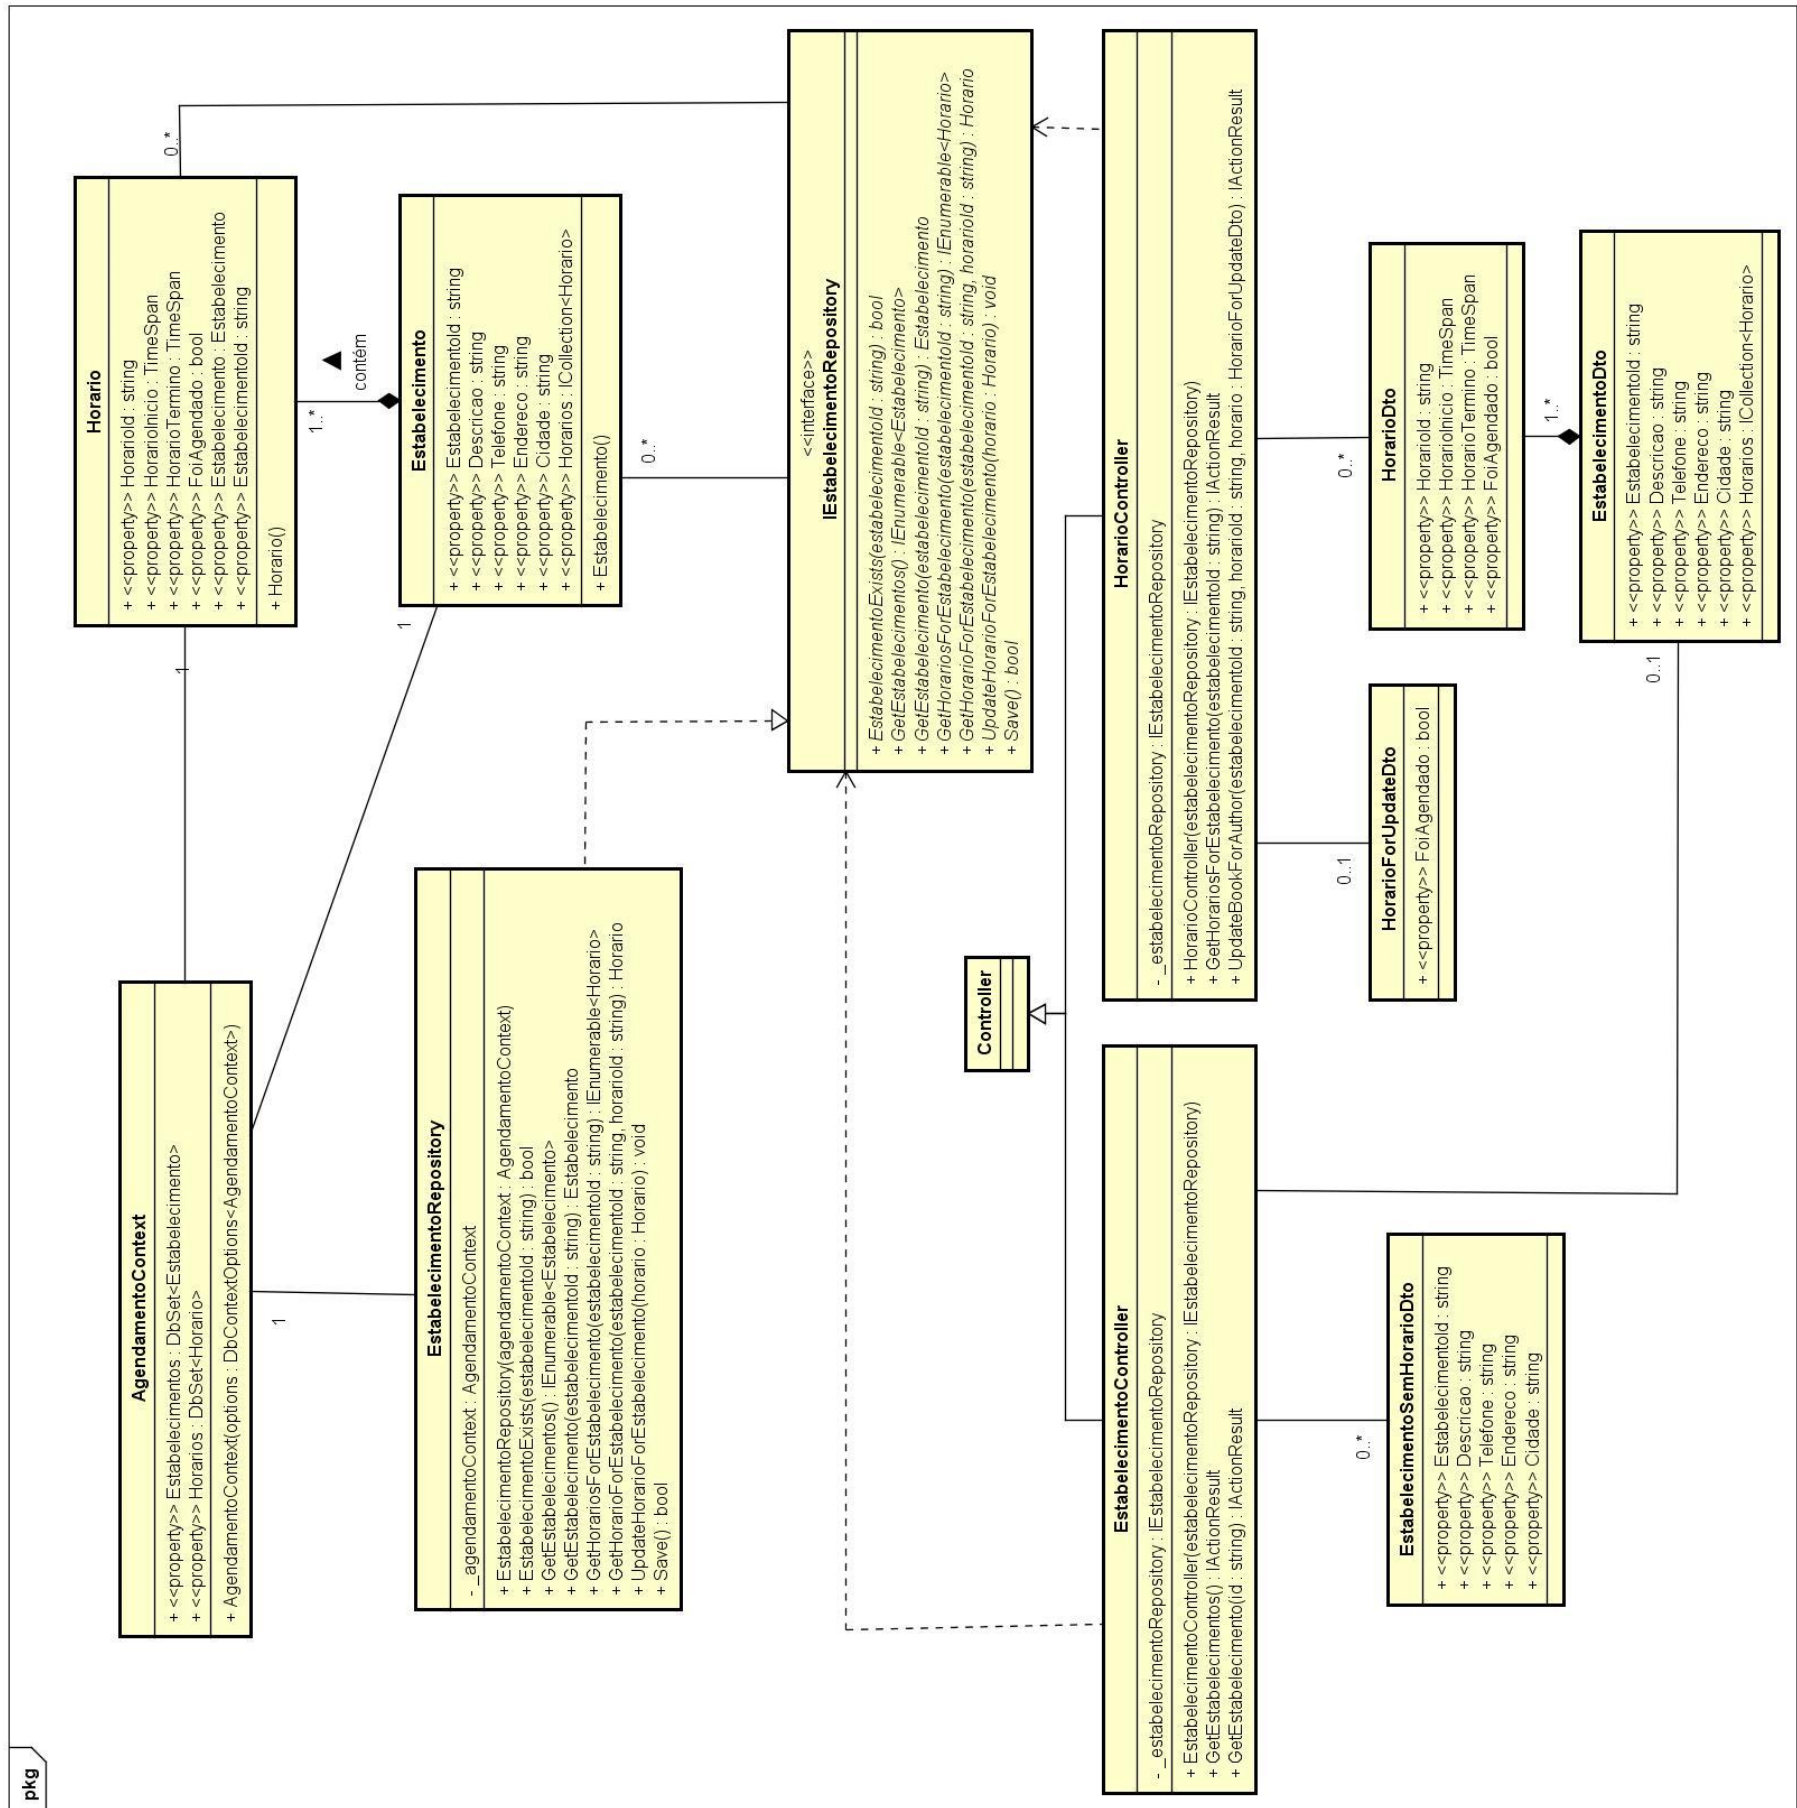 pkg
AgendamentoContext
+ <<property>> Estabelecimentos : DbSet<Estabelecimento>
+ <<property>> Horarios : DbSet<Horario>
+ AgendamentoContext(options : DbContextOptions<AgendamentoContext>)
1
1
1
Horario
+ <<property>> HorarioId : string
+ <<property>> HorarioInicio : TimeSpan
+ <<property>> HorarioTermino : TimeSpan
+ <<property>> FoiAgendado : bool
+ <<property>> Estabelecimento : Estabelecimento
+ <<property>> EstabelecimentoId : string
+ Horario()
0..*
1..*
contém
Estabelecimento
+ <<property>> EstabelecimentoId : string
+ <<property>> Descricao : string
+ <<property>> Telefone : string
+ <<property>> Endereco : string
+ <<property>> Cidade : string
+ <<property>> Horarios : ICollection<Horario>
+ Estabelecimento()
0..*
EstabelecimentoRepository
- _agendamentoContext : AgendamentoContext
+ EstabelecimentoRepository(agendamentoContext : AgendamentoContext)
+ EstabelecimentoExists(estabelecimentoId : string) : bool
+ GetEstabelecimentos() : IEnumerable<Estabelecimento>
+ GetEstabelecimento(estabelecimentoId : string) : Estabelecimento
+ GetHorariosForEstabelecimento(estabelecimentoId : string) : IEnumerable<Horario>
+ GetHorarioForEstabelecimento(estabelecimentoId : string, horarioId : string) : Horario
+ UpdateHorarioForEstabelecimento(horario : Horario) : void
+ Save() : bool
<<interface>>
IEstabelecimentoRepository
+ EstabelecimentoExists(estabelecimentoId : string) : bool
+ GetEstabelecimentos() : IEnumerable<Estabelecimento>
+ GetEstabelecimento(estabelecimentoId : string) : Estabelecimento
+ GetHorariosForEstabelecimento(estabelecimentoId : string) : IEnumerable<Horario>
+ GetHorarioForEstabelecimento(estabelecimentoId : string, horarioId : string) : Horario
+ UpdateHorarioForEstabelecimento(horario : Horario) : void
+ Save() : bool
Controller
EstabelecimentoController
- _estabelecimentoRepository : IEstabelecimentoRepository
+ EstabelecimentoController(estabelecimentoRepository : IEstabelecimentoRepository)
+ GetEstabelecimentos() : IActionResult
+ GetEstabelecimento(id : string) : IActionResult
HorarioController
- _estabelecimentoRepository : IEstabelecimentoRepository
+ HorarioController(estabelecimentoRepository : IEstabelecimentoRepository)
+ GetHorariosForEstabelecimento(estabelecimentoId : string) : IActionResult
+ UpdateBookForAuthor(estabelecimentoId : string, horarioId : string, horario : HorarioForUpdateDto) : IActionResult
0..*
0..1
0..*
EstabelecimentoSemHorarioDto
+ <<property>> EstabelecimentoId : string
+ <<property>> Descricao : string
+ <<property>> Telefone : string
+ <<property>> Endereco : string
+ <<property>> Cidade : string
HorarioForUpdateDto
+ <<property>> FoiAgendado : bool
HorarioDto
+ <<property>> HorarioId : string
+ <<property>> HorarioInicio : TimeSpan
+ <<property>> HorarioTermino : TimeSpan
+ <<property>> FoiAgendado : bool
1..*
0..1
EstabelecimentoDto
+ <<property>> EstabelecimentoId : string
+ <<property>> Descricao : string
+ <<property>> Telefone : string
+ <<property>> Endereco : string
+ <<property>> Cidade : string
+ <<property>> Horarios : ICollection<Horario>